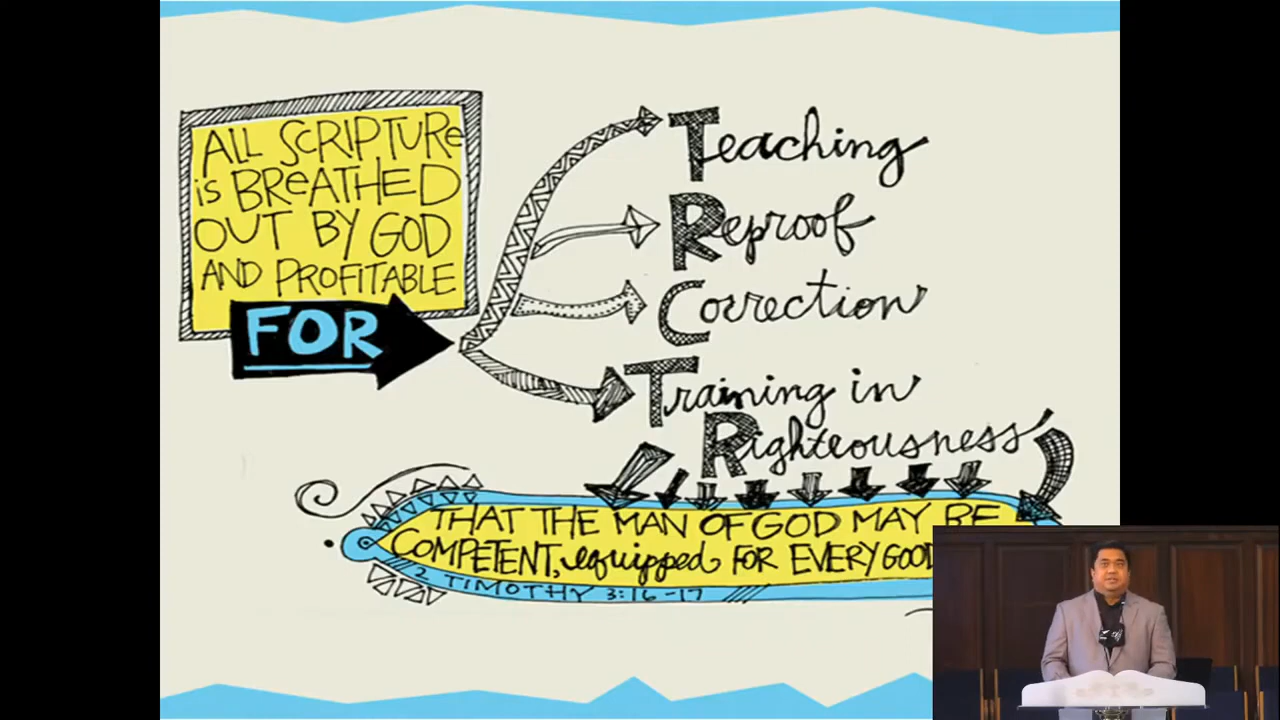 ALL SCRIPTURe
is BReATHED
OUT BY GOD
AND PROFITABLE
FOR
Teaching
Reproof
Correction
Training in
Righteousness
THAT THE MAN OF GOD MAY BE
COMPETENT, equipped FOR EVERY GOOD
2 TIMOTHY 3:16-17